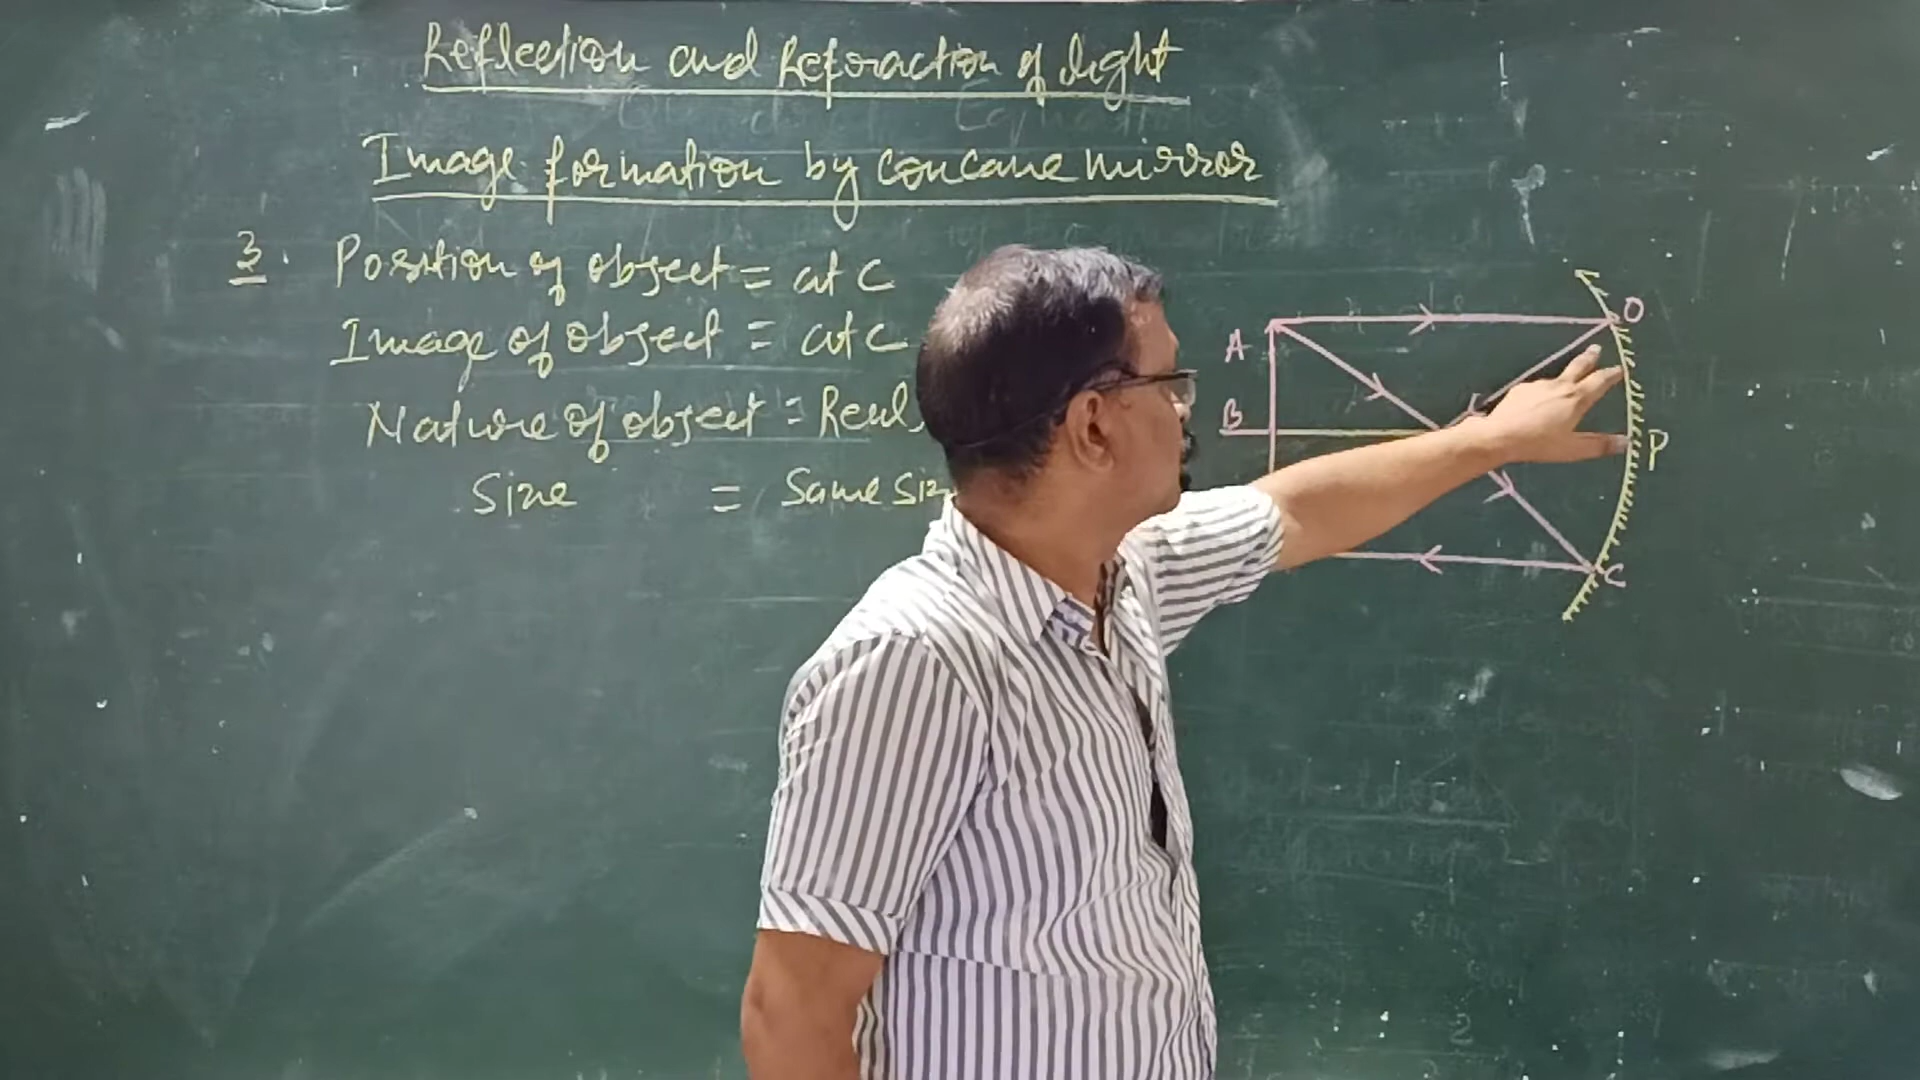 Reflection and Refraction of light
Image formation by concave mirror
3. Position of object = at C
Image of object = at C
Nature of object = Real,
Size = Same Siz
A
B
O
P
C